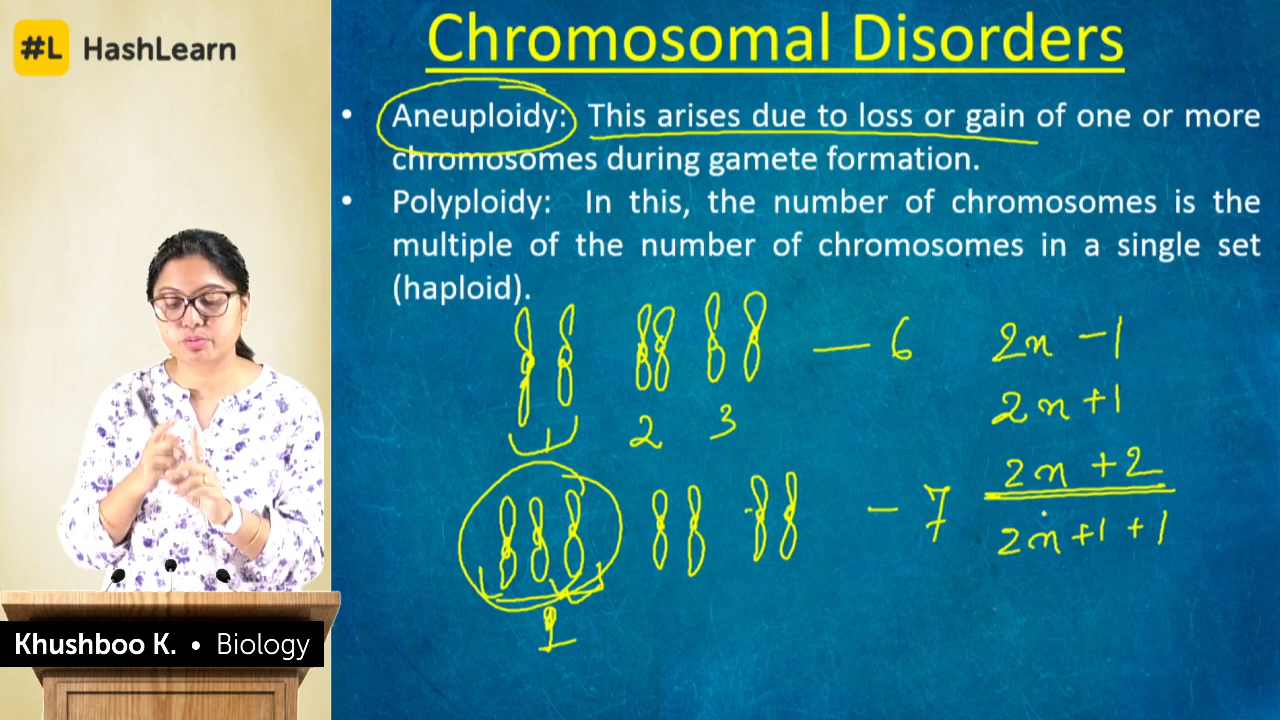 #L HashLearn
Chromosomal Disorders
• Aneuploidy: This arises due to loss or gain of one or more
chromosomes during gamete formation.
• Polyploidy: In this, the number of chromosomes is the
multiple of the number of chromosomes in a single set
(haploid).
— 6
2n -1
1 2 3
2n +1
2n +2
- 7
2n +1 +1
1
Khushboo K. • Biology